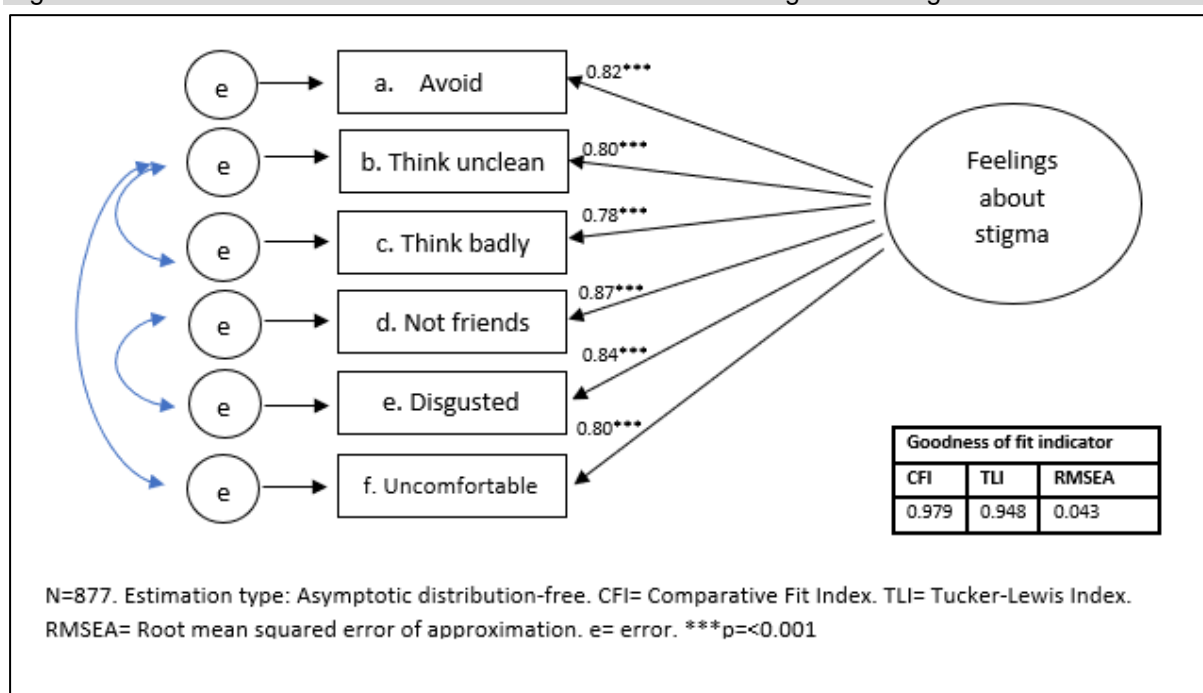 e
a. Avoid
0.82***
e
b. Think unclean
0.80***
e
c. Think badly
0.78***
e
d. Not friends
0.87***
e
e. Disgusted
0.84***
e
f. Uncomfortable
0.80***
Feelings
about
stigma
Goodness of fit indicator
CFI TLI RMSEA
0.979 0.948 0.043
N=877. Estimation type: Asymptotic distribution-free. CFI= Comparative Fit Index. TLI= Tucker-Lewis Index.
RMSEA= Root mean squared error of approximation. e= error. ***p=<0.001